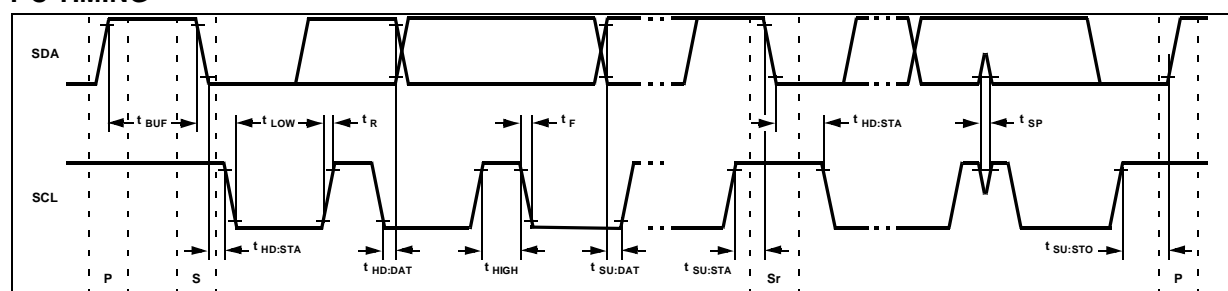 SDA
t BUF
t LOW
t R
t F
t HD:STA
t SP
SCL
t HD:STA
t HD:DAT
t HIGH
t SU:DAT
t SU:STA
t SU:STO
P
S
Sr
P